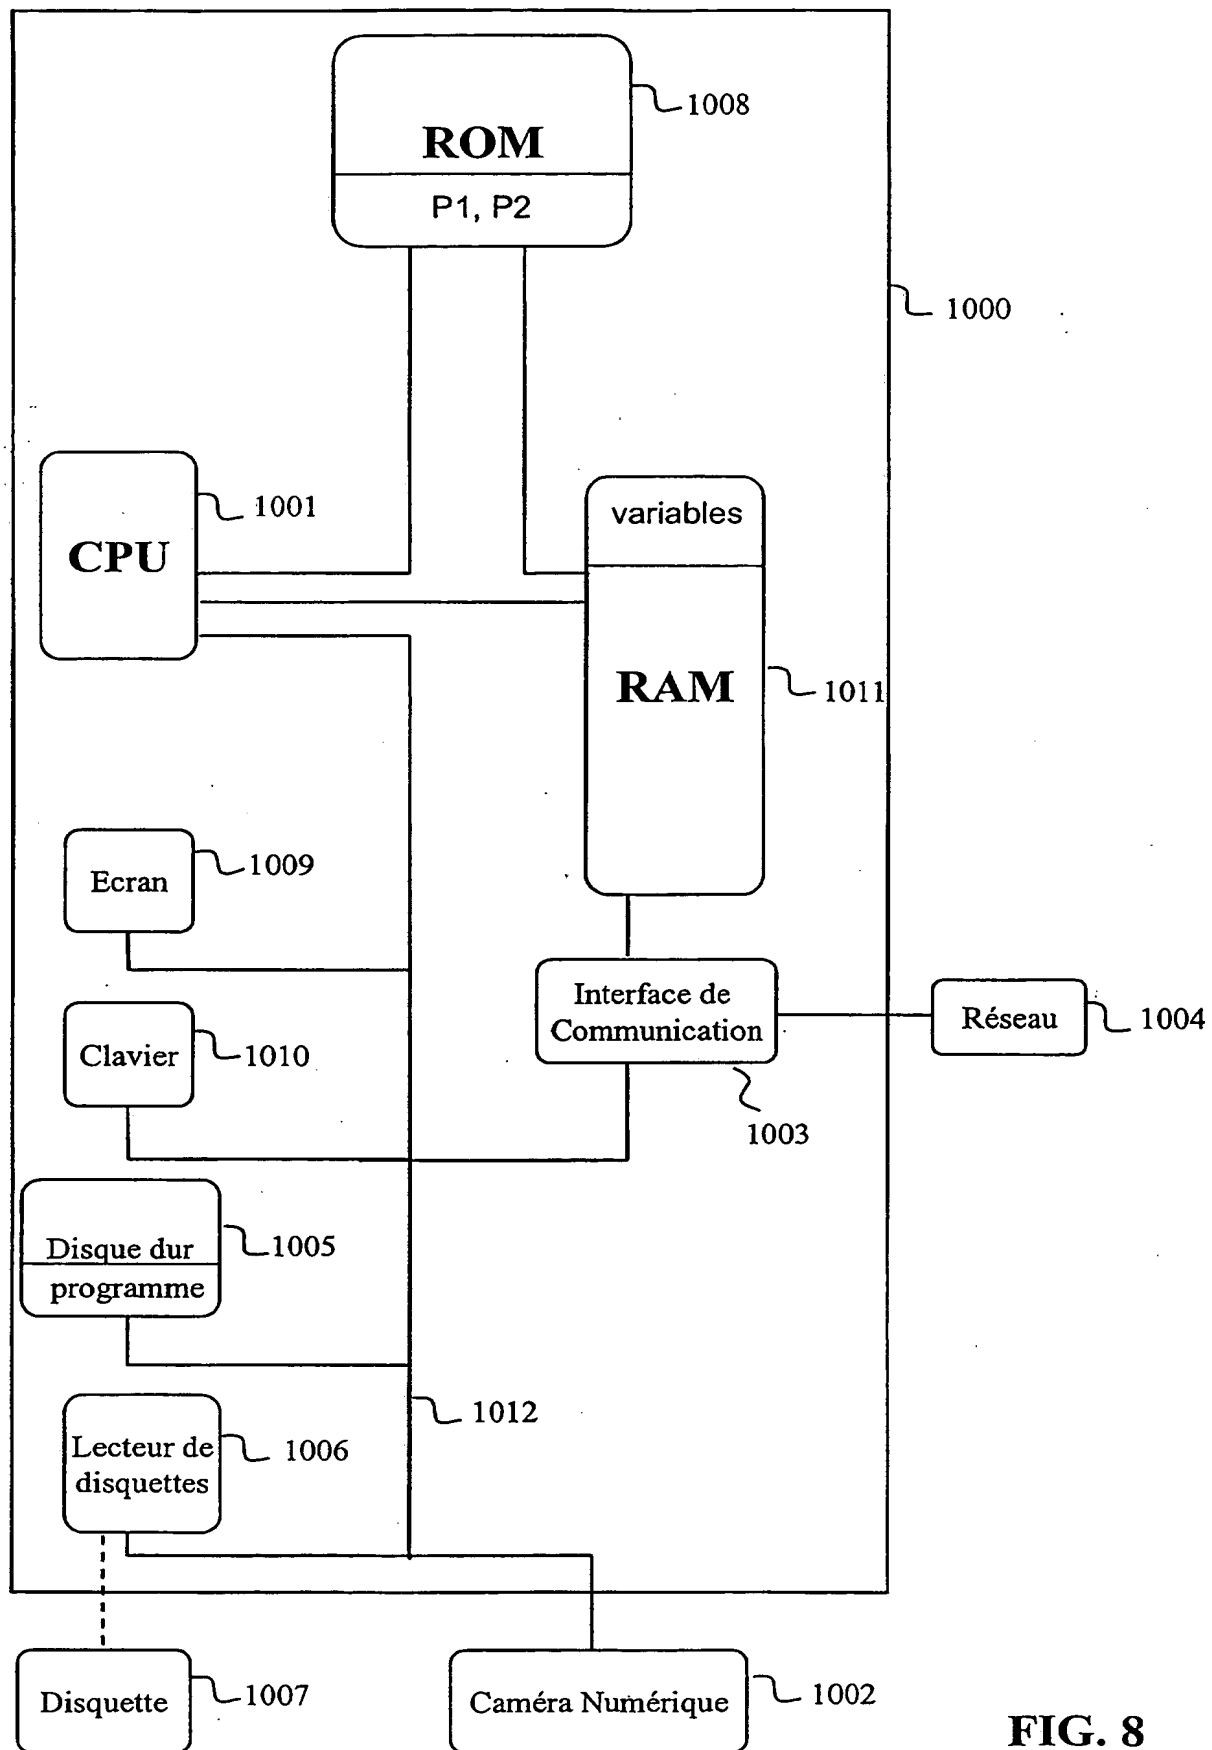 1008
ROM
P1, P2
1000
1001
CPU
variables
RAM
1011
1009
Ecran
Interface de
Communication
Réseau
1004
Clavier
1010
1003
Disque dur
1005
programme
1012
Lecteur de
disquettes
1006
Disquette
1007
Caméra Numérique
1002
FIG. 8